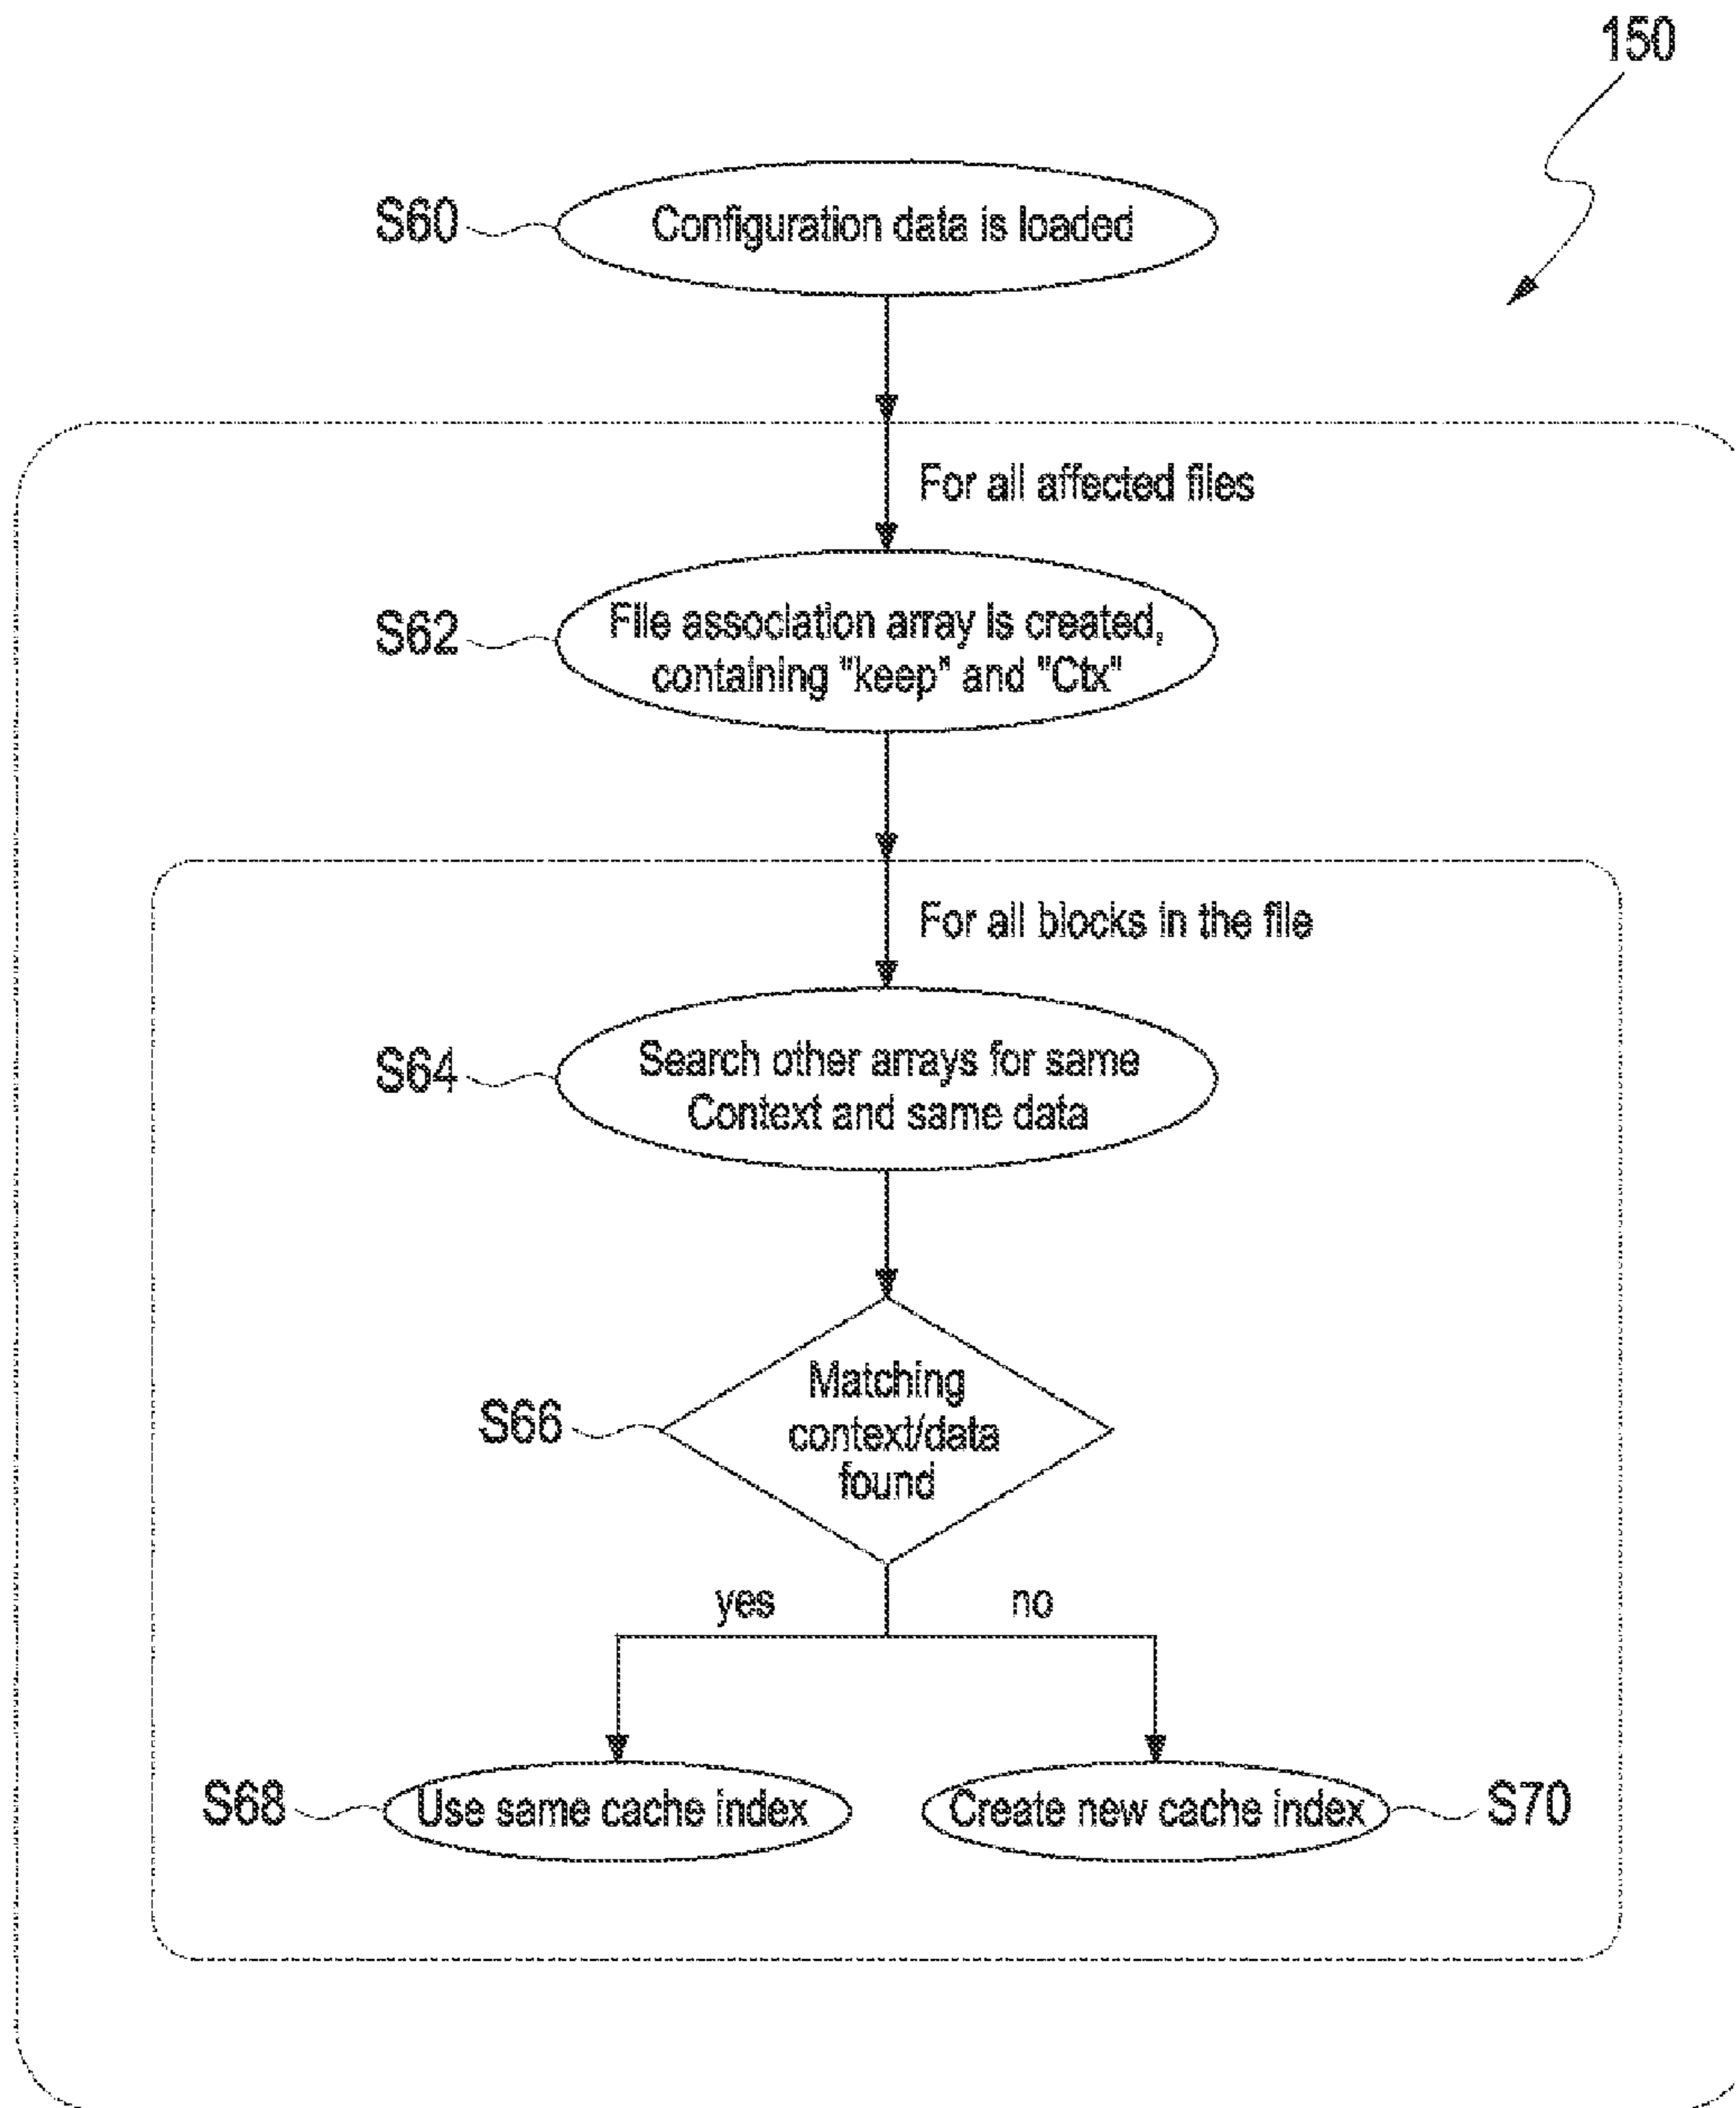 150
S60
Configuration data is loaded
For all affected files
S62
File association array is created,
containing "keep" and "Ctx"
For all blocks in the file
S64
Search other arrays for same
Context and same data
S66
Matching
context/data
found
yes
no
S68
Use same cache index
Create new cache index
S70